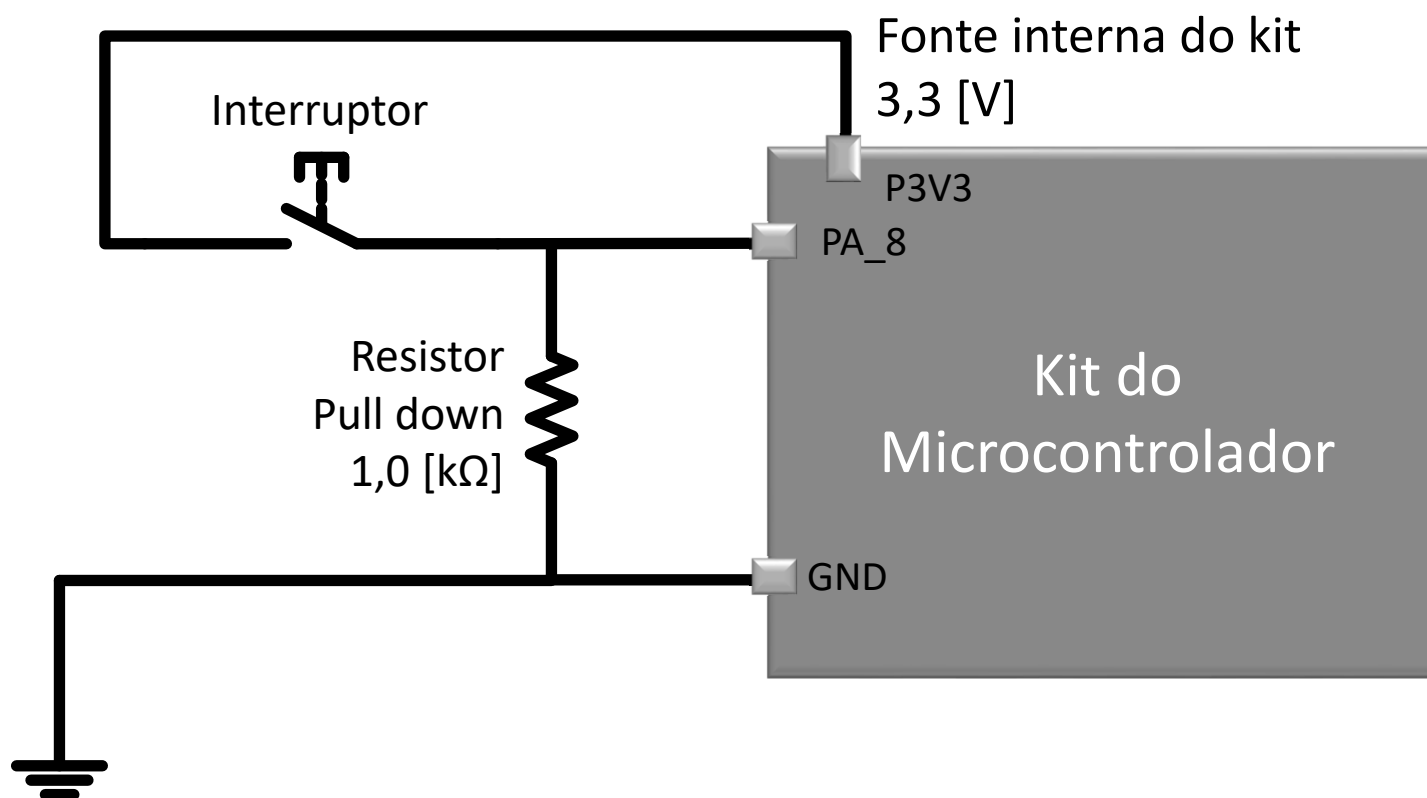 Fonte interna do kit
3,3 [V]
Interruptor
P3V3
PA_8
Resistor
Pull down
1,0 [kΩ]
Kit do
Microcontrolador
GND